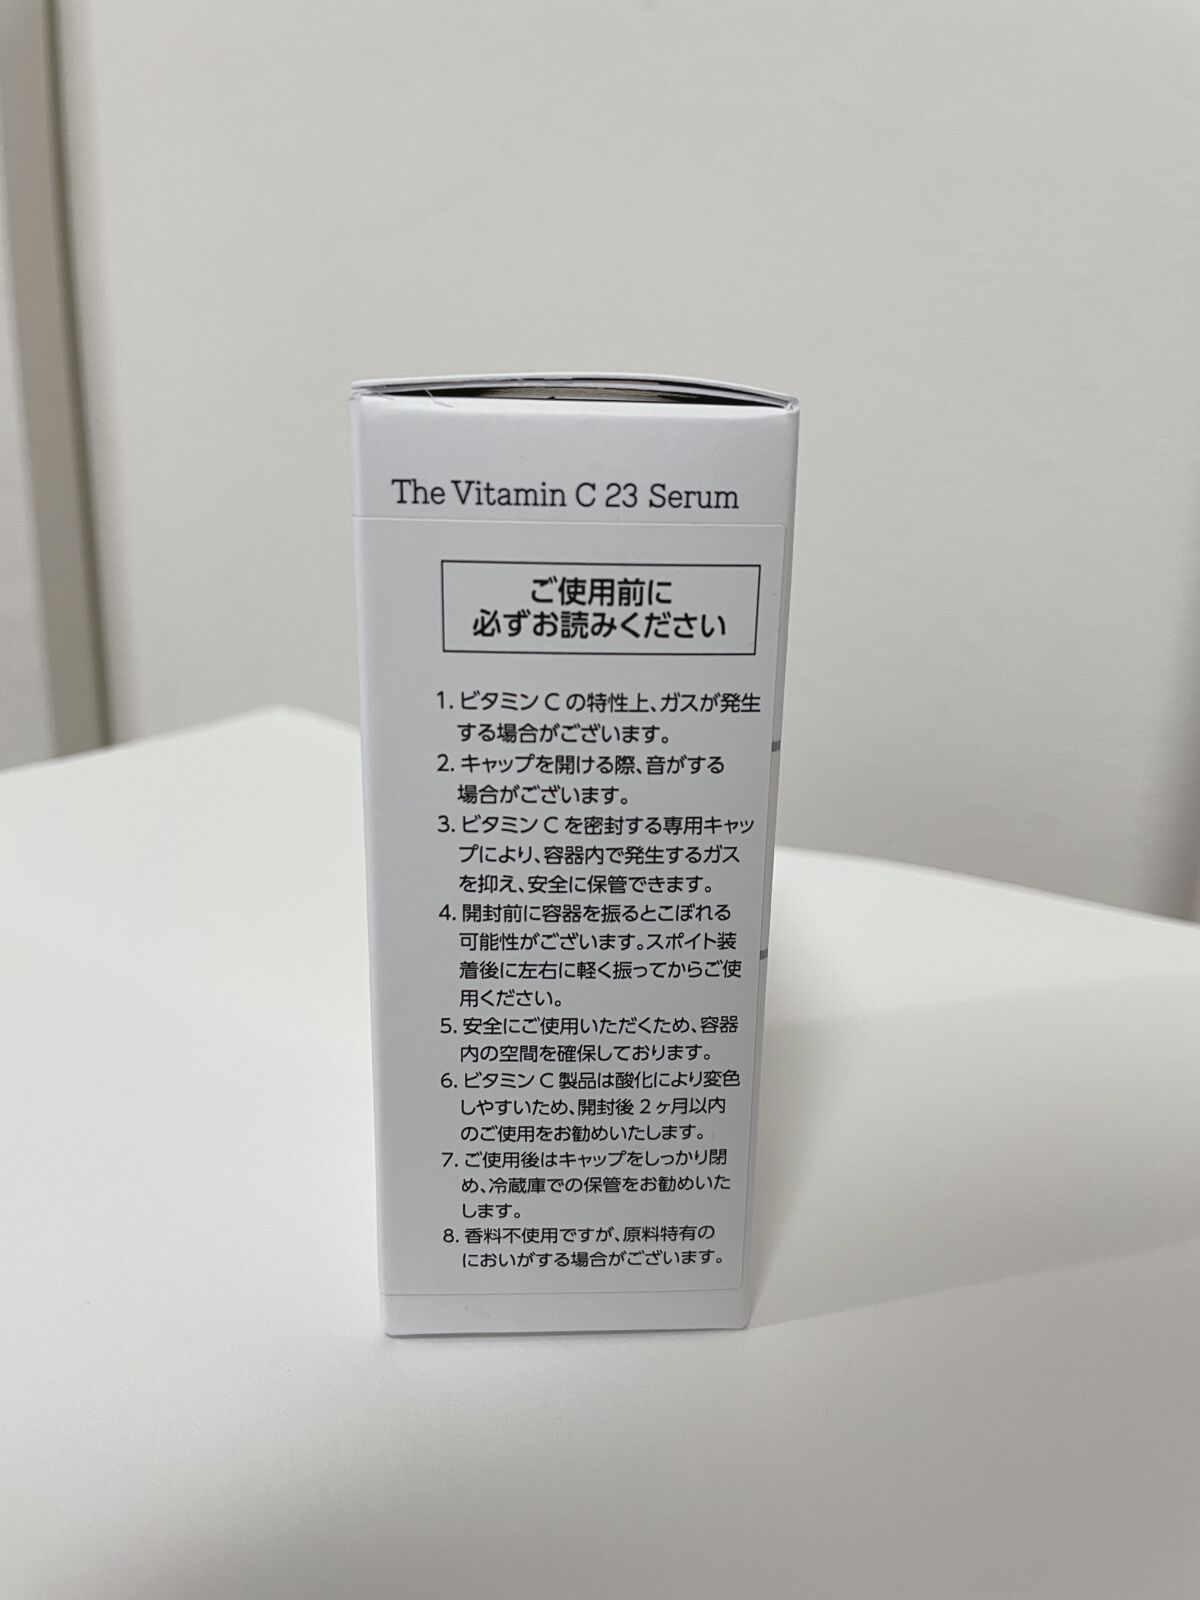 The Vitamin C 23 Serum
ご使用前に
必ずお読みください
1. ビタミン C の特性上、ガスが発生
する場合がございます。
2. キャップを開ける際、音がする
場合がございます。
3. ビタミン C を密封する専用キャッ
プにより、容器内で発生するガス
を抑え、安全に保管できます。
4. 開封前に容器を振るとこぼれる
可能性がございます。スポイト装
着後に左右に軽く振ってからご使
用ください。
5. 安全にご使用いただくため、容器
内の空間を確保しております。
6. ビタミン C 製品は酸化により変色
しやすいため、開封後 2 ヶ月以内
のご使用をお勧めいたします。
7. ご使用後はキャップをしっかり閉
め、冷蔵庫での保管をお勧めいた
します。
8. 香料不使用ですが、原料特有の
においがする場合がございます。